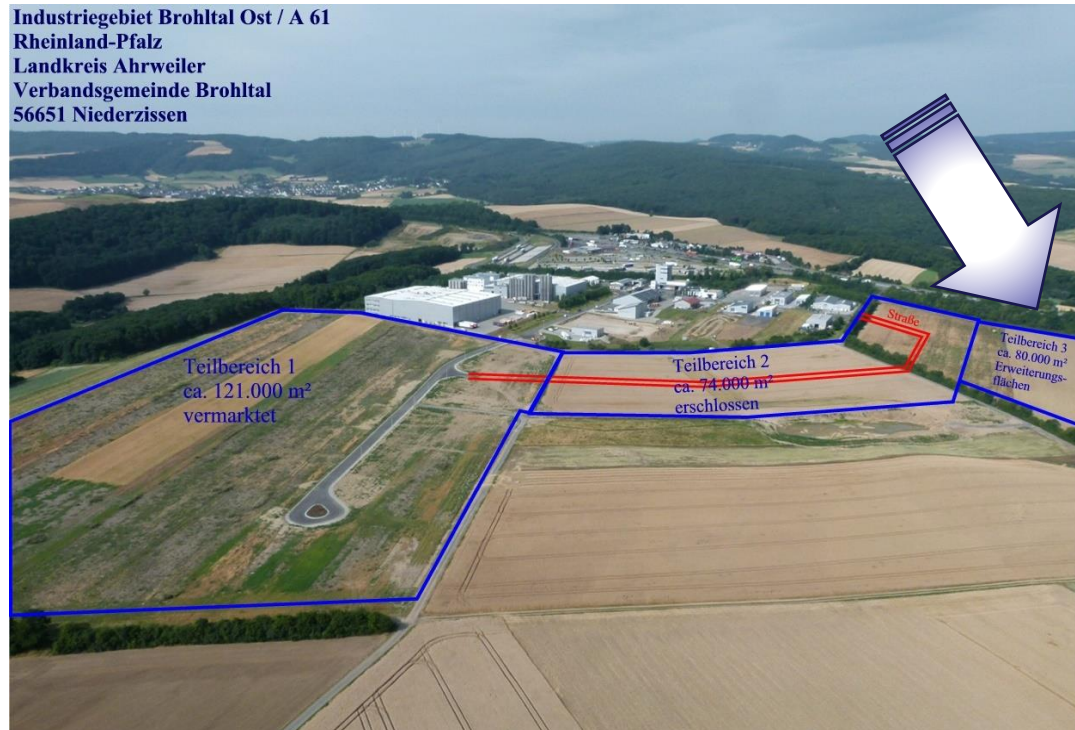 Industriegebiet Brohltal Ost / A 61
Rheinland-Pfalz
Landkreis Ahrweiler
Verbandsgemeinde Brohltal
56651 Niederzissen
Straße
Teilbereich 1
ca. 121.000 m²
vermarktet
Teilbereich 2
ca. 74.000 m²
erschlossen
Teilbereich 3
ca. 80.000 m²
Erweiterungs-
flächen